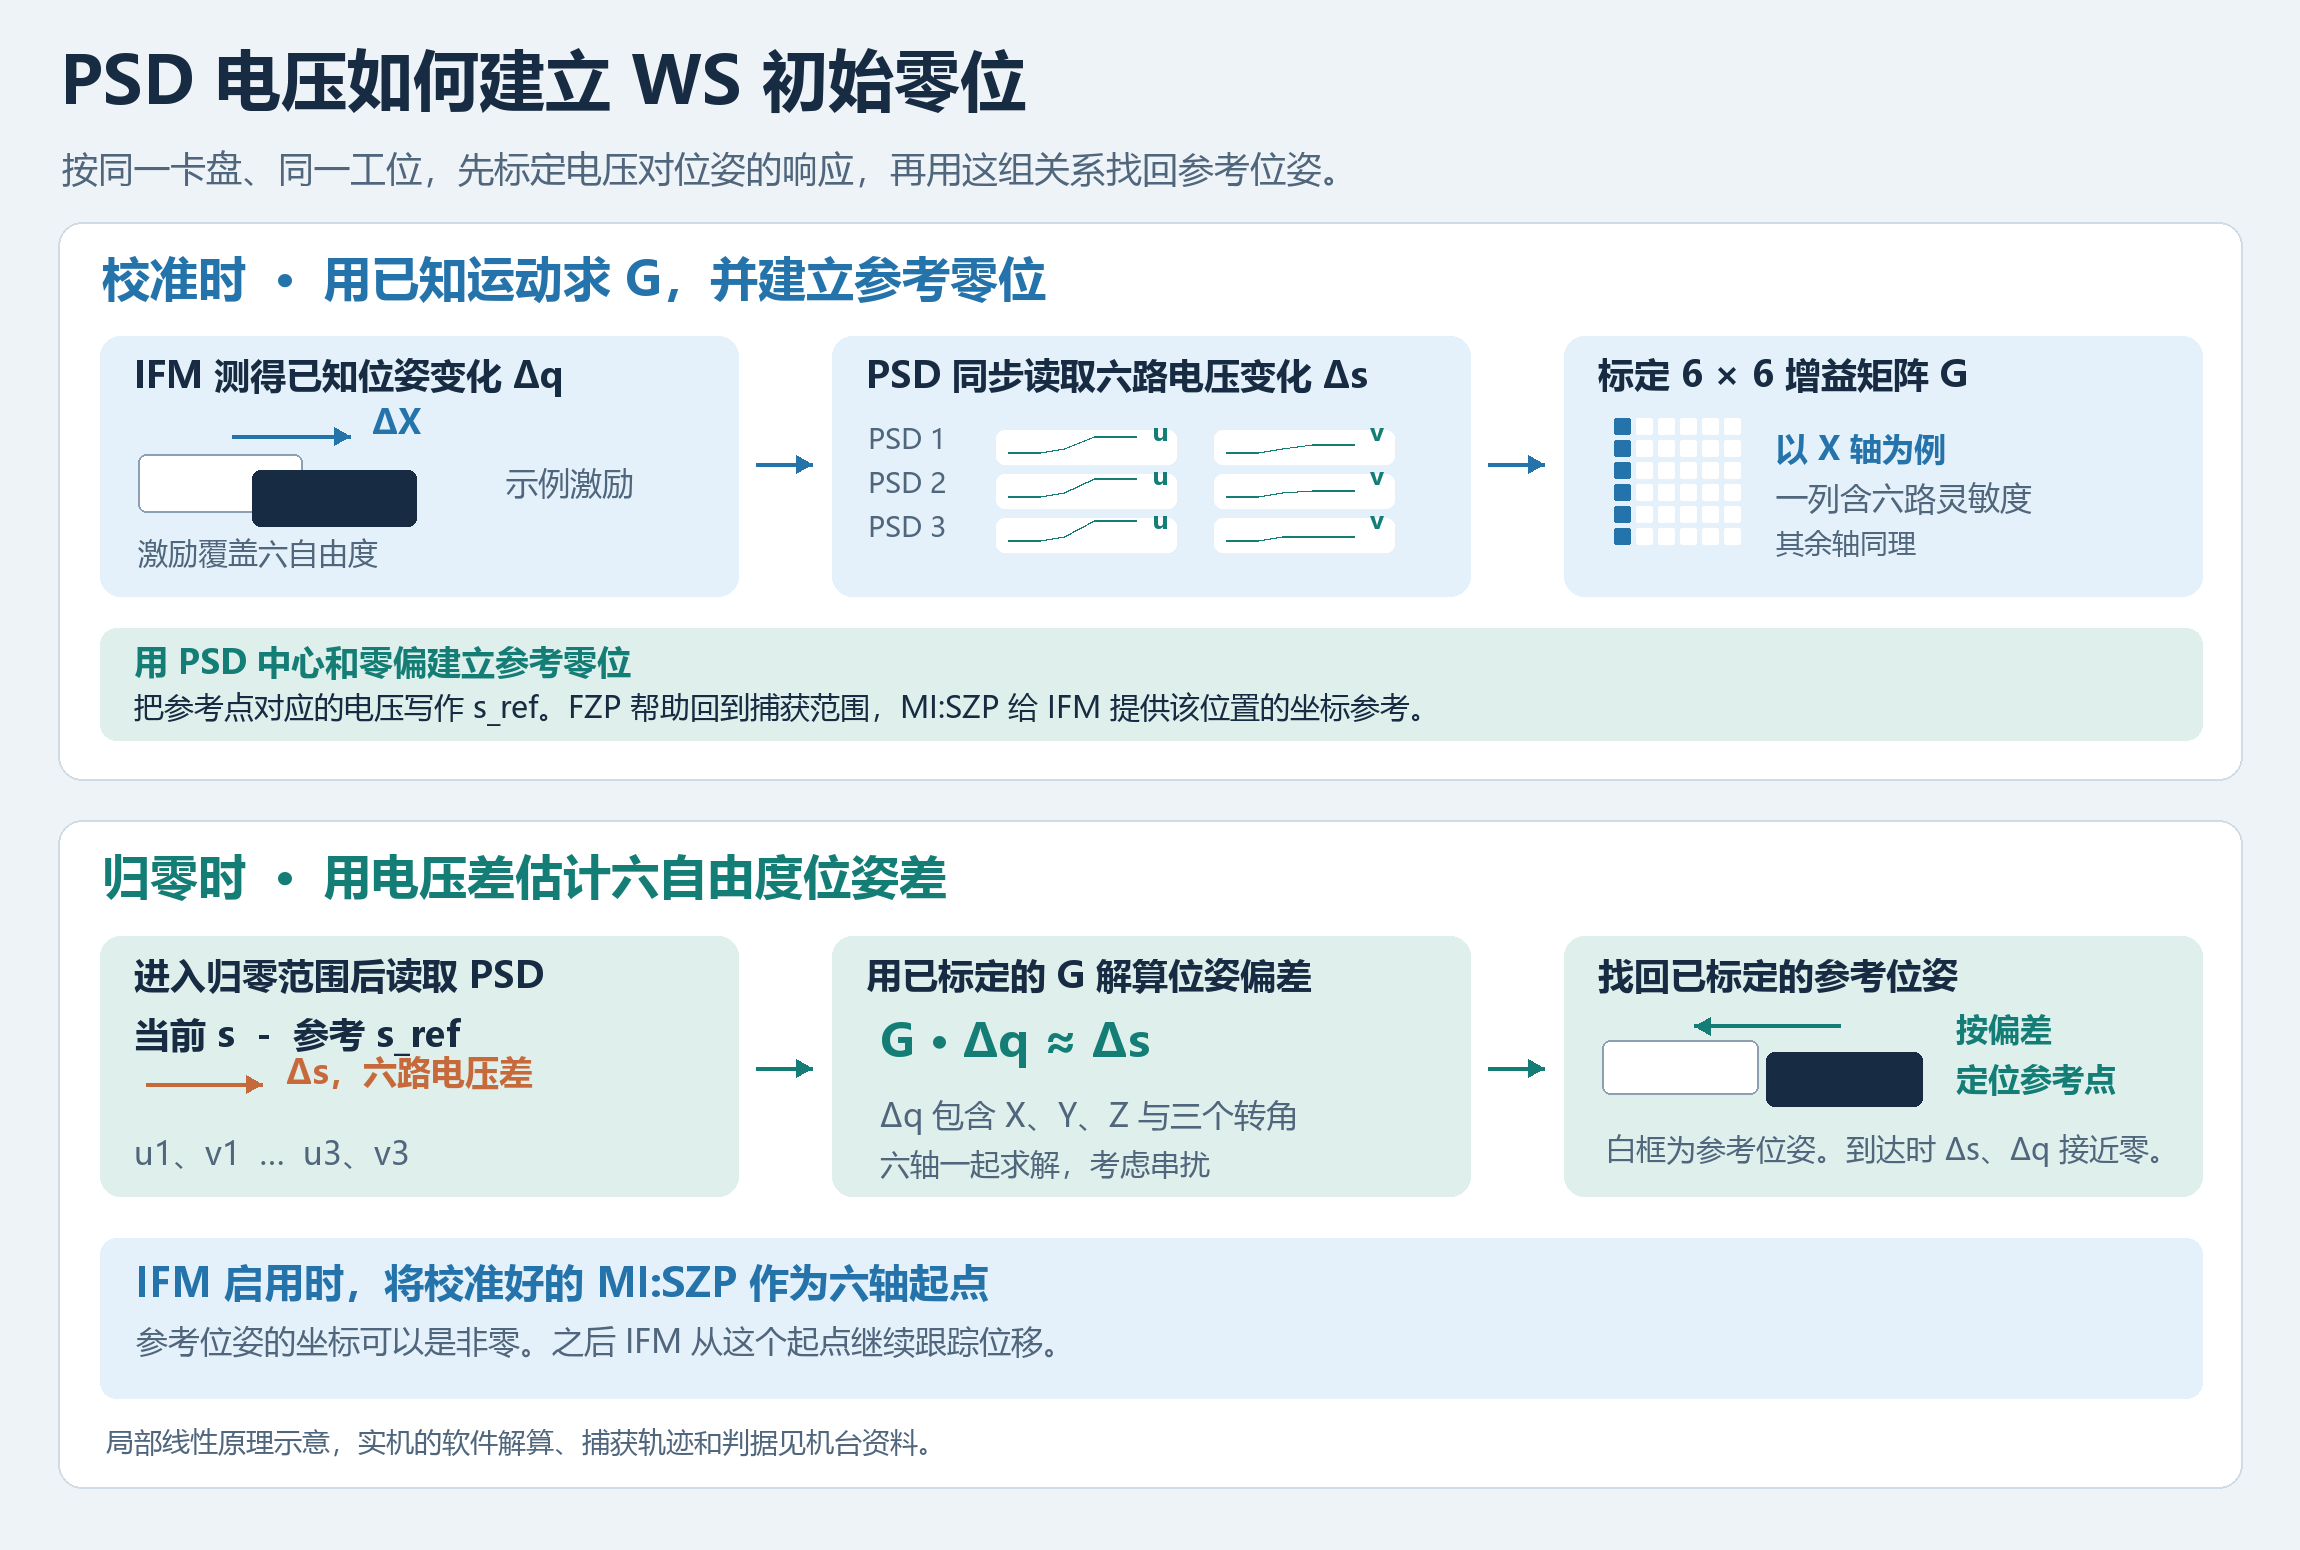 PSD 电压如何建立 WS 初始零位
按同一卡盘、同一工位，先标定电压对位姿的响应，再用这组关系找回参考位姿。
校准时 · 用已知运动求 G，并建立参考零位
IFM 测得已知位姿变化 Δq
ΔX
示例激励
激励覆盖六自由度
PSD 同步读取六路电压变化 Δs
PSD 1 u v
PSD 2 u v
PSD 3 u v
标定 6 × 6 增益矩阵 G
以 X 轴为例
一列含六路灵敏度
其余轴同理
用 PSD 中心和零偏建立参考零位
把参考点对应的电压写作 s_ref。FZP 帮助回到捕获范围，MI:SZP 给 IFM 提供该位置的坐标参考。
归零时 · 用电压差估计六自由度位姿差
进入归零范围后读取 PSD
当前 s - 参考 s_ref
Δs，六路电压差
u1、v1 ... u3、v3
用已标定的 G 解算位姿偏差
G · Δq ≈ Δs
Δq 包含 X、Y、Z 与三个转角
六轴一起求解，考虑串扰
找回已标定的参考位姿
按偏差
定位参考点
白框为参考位姿。到达时 Δs、Δq 接近零。
IFM 启用时，将校准好的 MI:SZP 作为六轴起点
参考位姿的坐标可以是非零。之后 IFM 从这个起点继续跟踪位移。
局部线性原理示意，实机的软件解算、捕获轨迹和判据见机台资料。